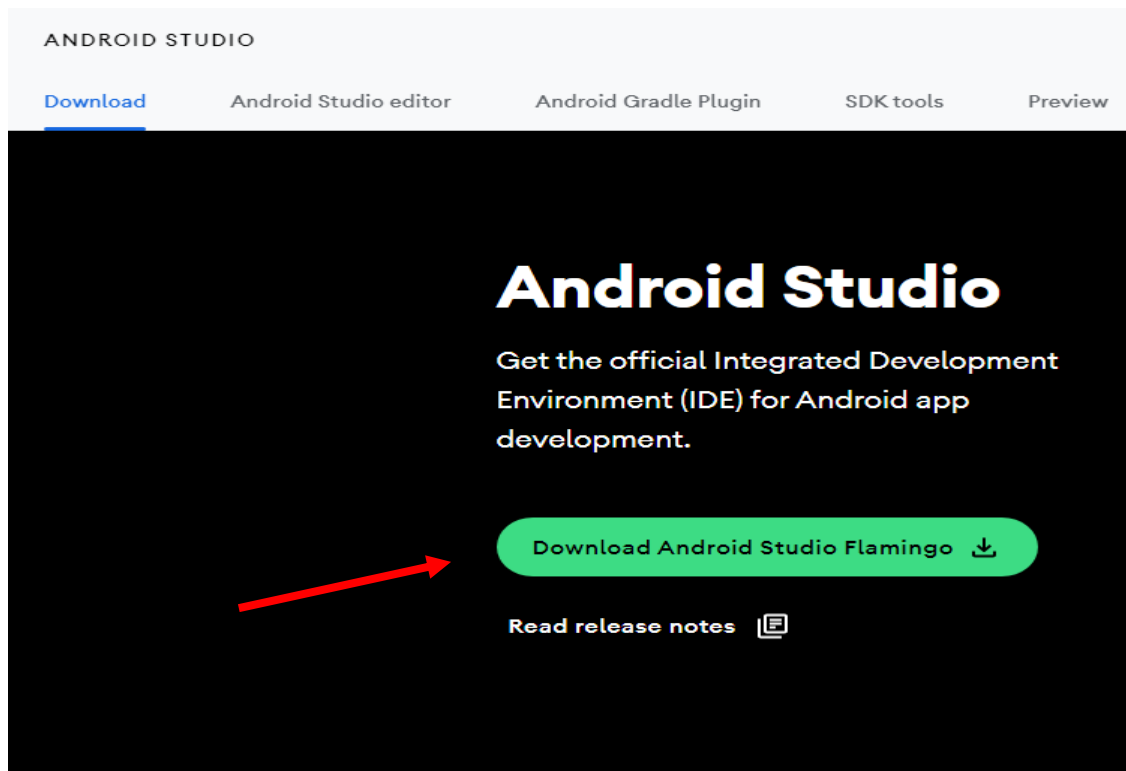 ANDROID STUDIO
Download Android Studio editor Android Gradle Plugin SDK tools Preview
Android Studio
Get the official Integrated Development
Environment (IDE) for Android app
development.
Download Android Studio Flamingo
Read release notes